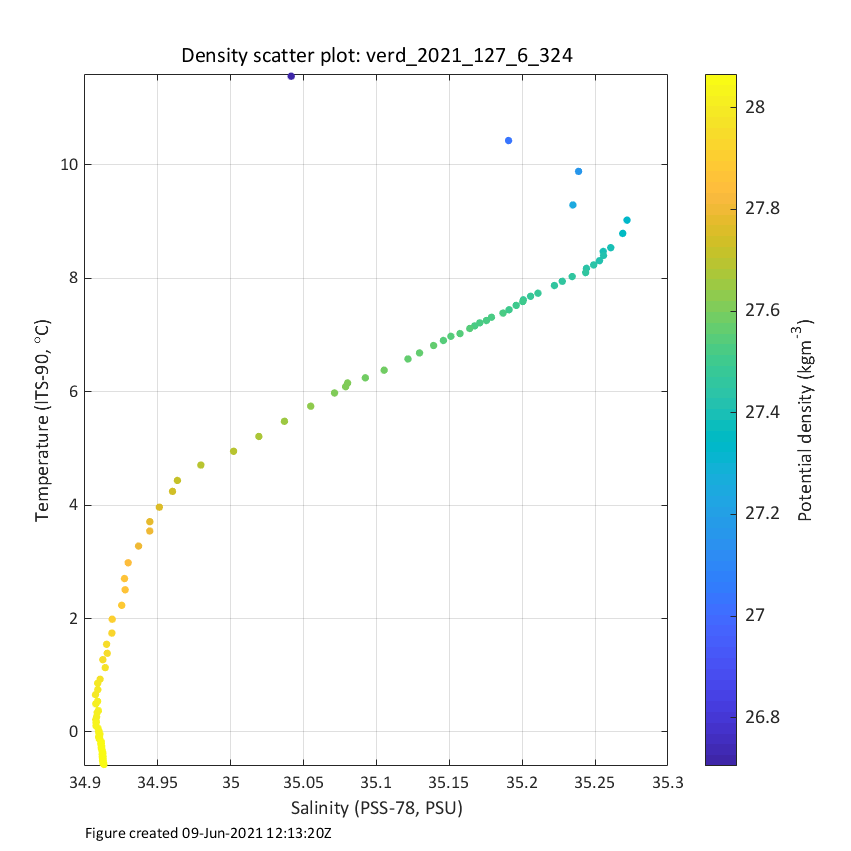 Density scatter plot: verd_2021_127_6_324
10
8
6
4
2
0
Temperature (ITS-90, °C)
34.9 34.95 35 35.05 35.1 35.15 35.2 35.25 35.3
Salinity (PSS-78, PSU)
28
27.8
27.6
27.4
27.2
27
26.8
Potential density (kgm-3)
Figure created 09-Jun-2021 12:13:20Z